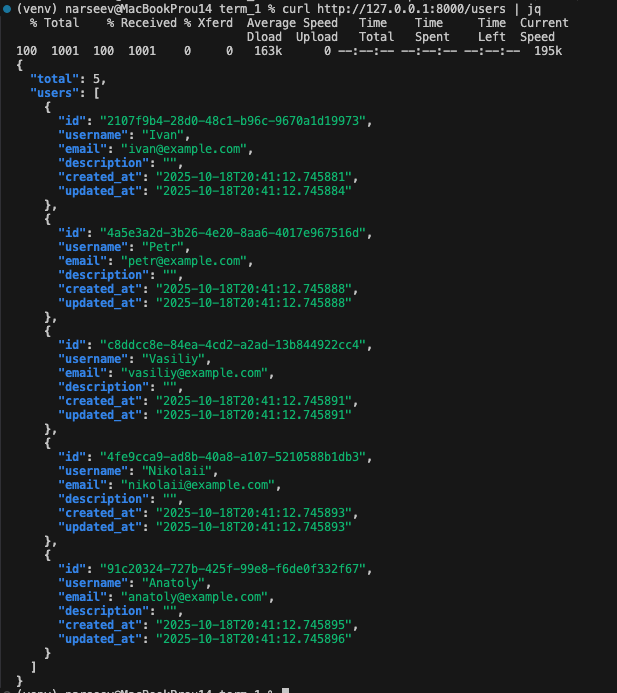 (venv) narseev@MacBookProu14 term_1 % curl http://127.0.0.1:8000/users | jq
  % Total    % Received % Xferd  Average Speed   Time    Time     Time  Current
                                 Dload  Upload   Total   Spent    Left  Speed
100  1001  100  1001    0     0   163k      0 --:--:-- --:--:-- --:--:--  195k
{
  "total": 5,
  "users": [
    {
      "id": "2107f9b4-28d0-48c1-b96c-9670a1d19973",
      "username": "Ivan",
      "email": "ivan@example.com",
      "description": "",
      "created_at": "2025-10-18T20:41:12.745881",
      "updated_at": "2025-10-18T20:41:12.745884"
    },
    {
      "id": "4a5e3a2d-3b26-4e20-8aa6-4017e967516d",
      "username": "Petr",
      "email": "petr@example.com",
      "description": "",
      "created_at": "2025-10-18T20:41:12.745888",
      "updated_at": "2025-10-18T20:41:12.745888"
    },
    {
      "id": "c8ddcc8e-84ea-4cd2-a2ad-13b844922cc4",
      "username": "Vasiliy",
      "email": "vasiliy@example.com",
      "description": "",
      "created_at": "2025-10-18T20:41:12.745891",
      "updated_at": "2025-10-18T20:41:12.745891"
    },
    {
      "id": "4fe9cca9-ad8b-40a8-a107-5210588b1db3",
      "username": "Nikolaii",
      "email": "nikolaii@example.com",
      "description": "",
      "created_at": "2025-10-18T20:41:12.745893",
      "updated_at": "2025-10-18T20:41:12.745893"
    },
    {
      "id": "91c20324-727b-425f-99e8-f6de0f332f67",
      "username": "Anatoly",
      "email": "anatoly@example.com",
      "description": "",
      "created_at": "2025-10-18T20:41:12.745895",
      "updated_at": "2025-10-18T20:41:12.745896"
    }
  ]
}
(venv) narseev@MacBookProu14 term_1 %